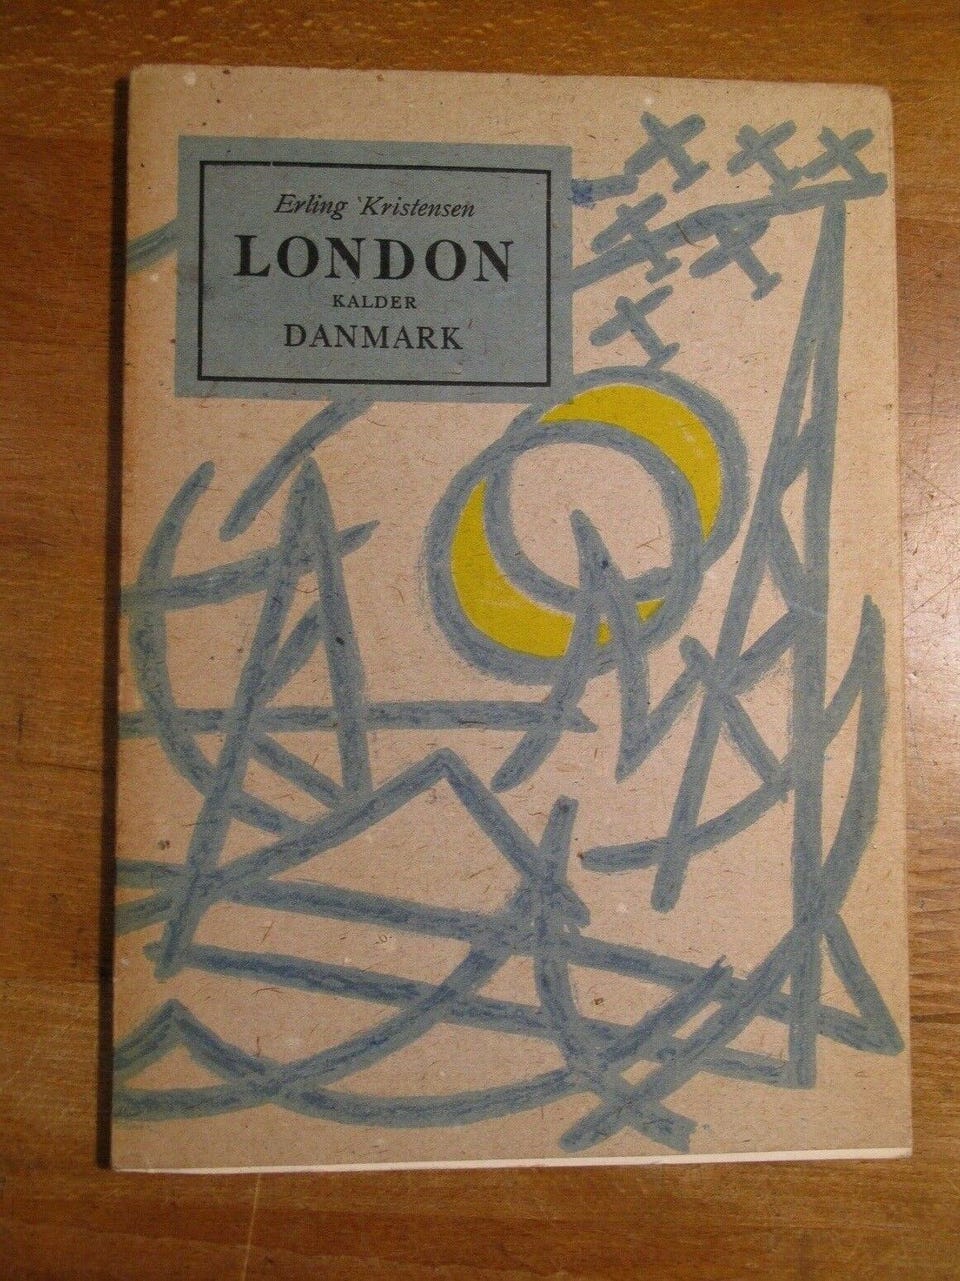 Erling Kristensen
LONDON
KALDER
DANMARK